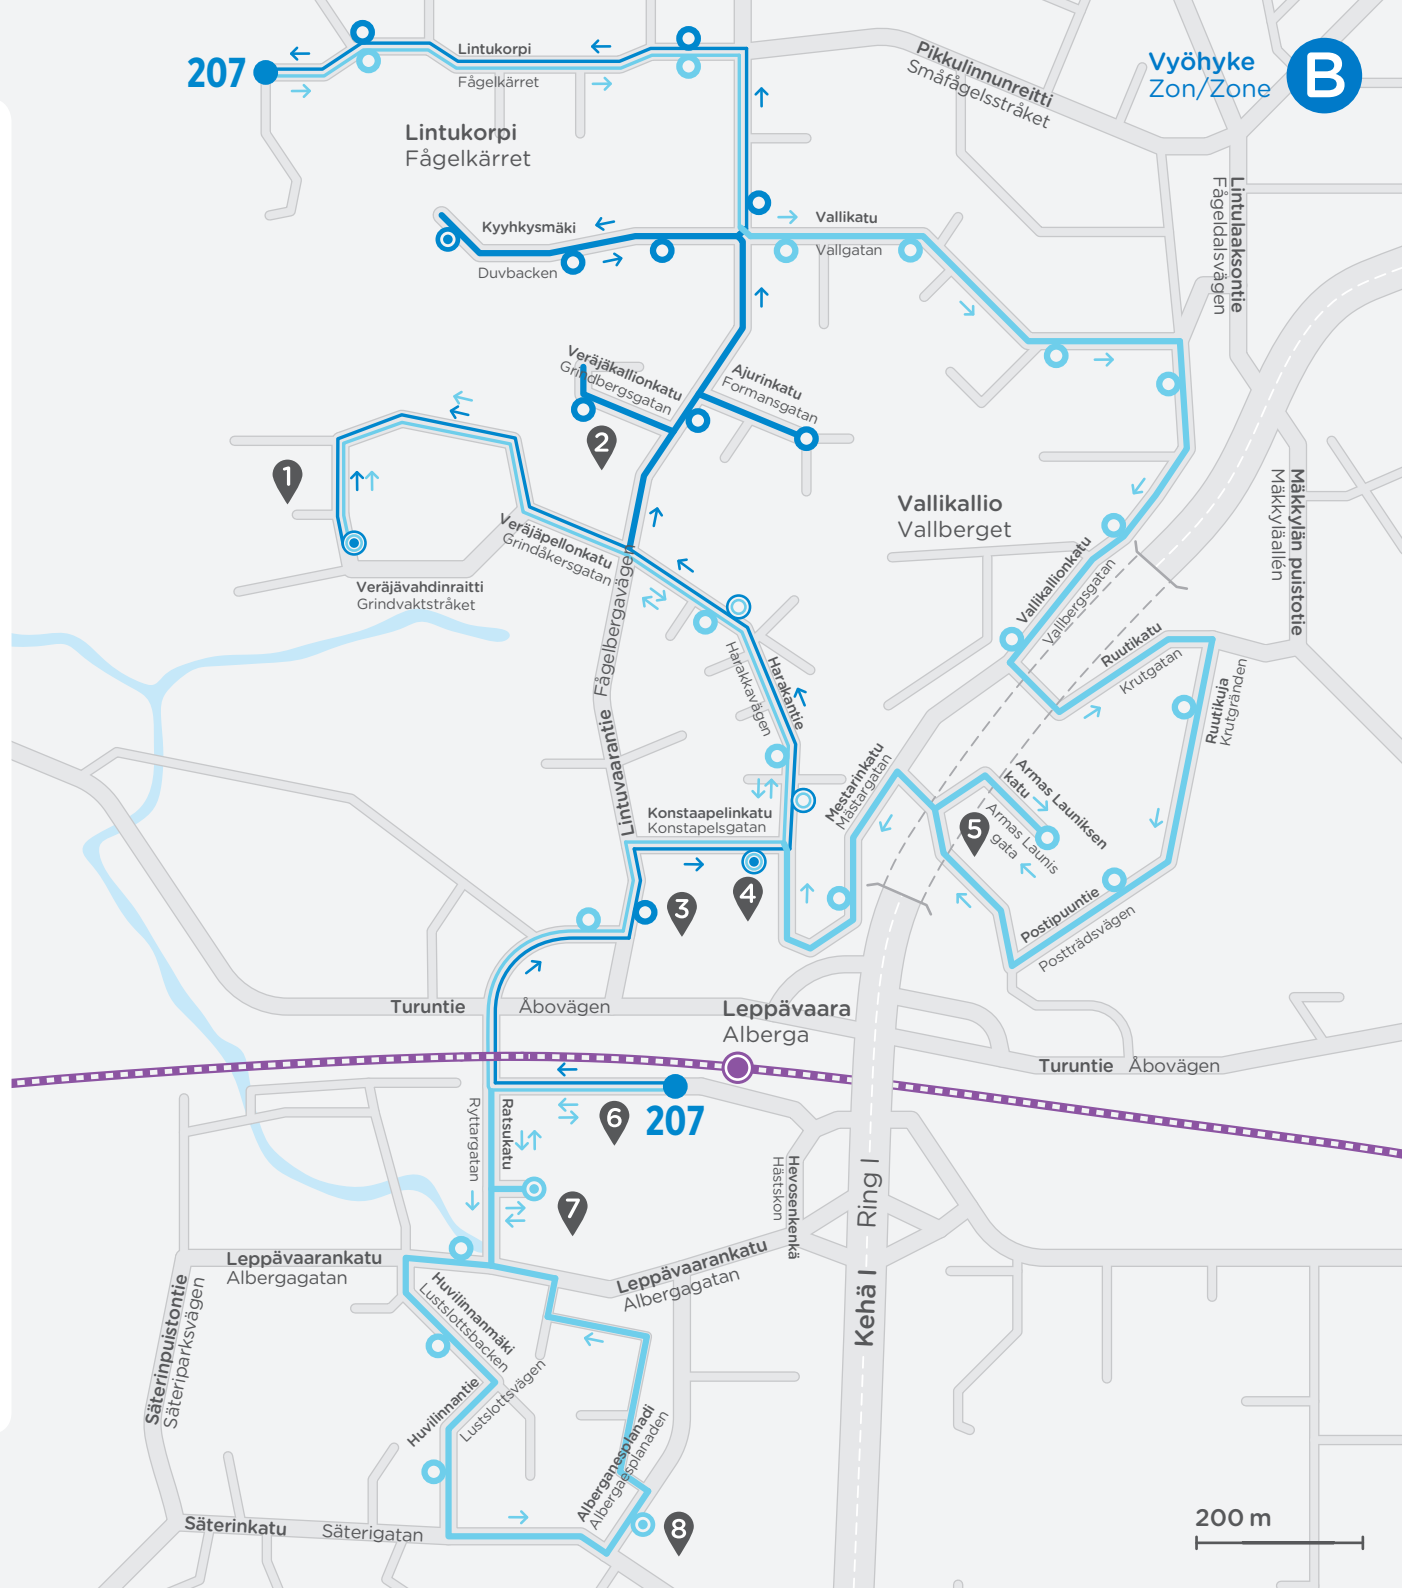 207
Lintukorpi
Fågelkärret
Pikkulinnunreitti
Småfågelsstråket
Vyöhyke
Zon/Zone
B
Lintukorpi
Fågelkärret
Lintulaaksontie
Fågeldalsvägen
Kyyhkysmäki
Duvbacken
Vallikatu
Vallgatan
Veräjäkallionkatu
Grindbergsgatan
Ajurinkatu
Formansgatan
2
1
Vallikallio
Vallberget
Mäkkylän puistotie
Mäkkyläallén
Veräjäpellonkatu
Grindåkersgatan
Veräjävahdinraitti
Grindvaktstråket
Vallikallionkatu
Vallbergsgatan
Lintuvaarantie Fågelbergavägen
Harakantie
Harakkavägen
Ruutikatu
Krutgatan
Ruutikuja
Krutgränden
Mestarinkatu
Mästargatan
Armas Launiksen
katu
Armas Launis
gata
5
Konstaapelinkatu
Konstapelsgatan
4
3
Postipuuntie
Postträdsvägen
Turuntie Åbovägen
Leppävaara
Alberga
Turuntie Åbovägen
6
207
Ratsukatu
Ryttargatan
7
Hevosenkenkä
Hästskon
Kehä I Ring I
Leppävaarankatu
Albergagatan
Leppävaarankatu
Albergagatan
Säterinpuistontie
Säteriparksvägen
Huvilinnanmäki
Lustslottsbacken
Huvilinnantie
Lustslottsvägen
Alberganesplanadi
Albergaesplanaden
8
Säterinkatu Säterigatan
200 m